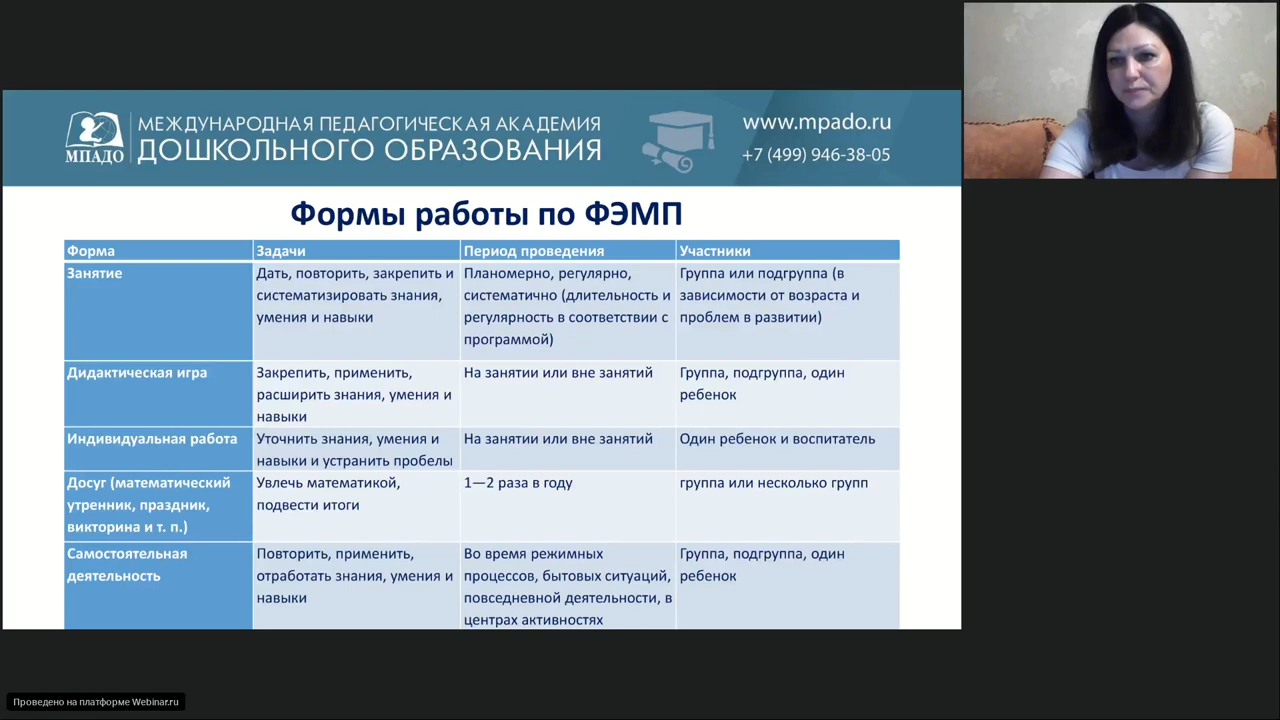 МПАДО
МЕЖДУНАРОДНАЯ ПЕДАГОГИЧЕСКАЯ АКАДЕМИЯ
ДОШКОЛЬНОГО ОБРАЗОВАНИЯ
www.mpado.ru
+7 (499) 946-38-05
Формы работы по ФЭМП
Форма
Задачи
Период проведения
Участники
Занятие
Дать, повторить, закрепить и
систематизировать знания,
умения и навыки
Планомерно, регулярно,
систематично (длительность и
регулярность в соответствии с
программой)
Группа или подгруппа (в
зависимости от возраста и
проблем в развитии)
Дидактическая игра
Закрепить, применить,
расширить знания, умения и
навыки
На занятии или вне занятий
Группа, подгруппа, один
ребенок
Индивидуальная работа
Уточнить знания, умения и
навыки и устранить пробелы
На занятии или вне занятий
Один ребенок и воспитатель
Досуг (математический
утренник, праздник,
викторина и т. п.)
Увлечь математикой,
подвести итоги
1—2 раза в году
группа или несколько групп
Самостоятельная
деятельность
Повторить, применить,
отработать знания, умения и
навыки
Во время режимных
процессов, бытовых ситуаций,
повседневной деятельности, в
центрах активностях
Группа, подгруппа, один
ребенок
Проведено на платформе Webinar.ru